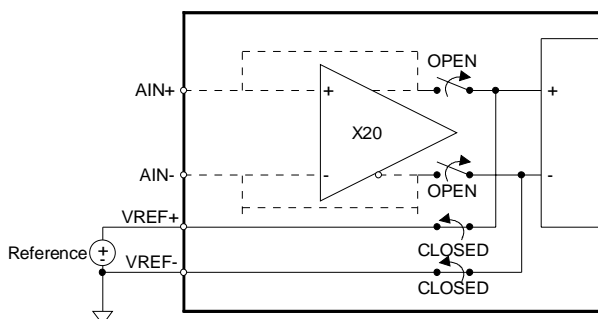 OPEN
AIN+
+
+
X20
AIN-
-
-
OPEN
VREF+
CLOSED
Reference
+
-
VREF-
CLOSED